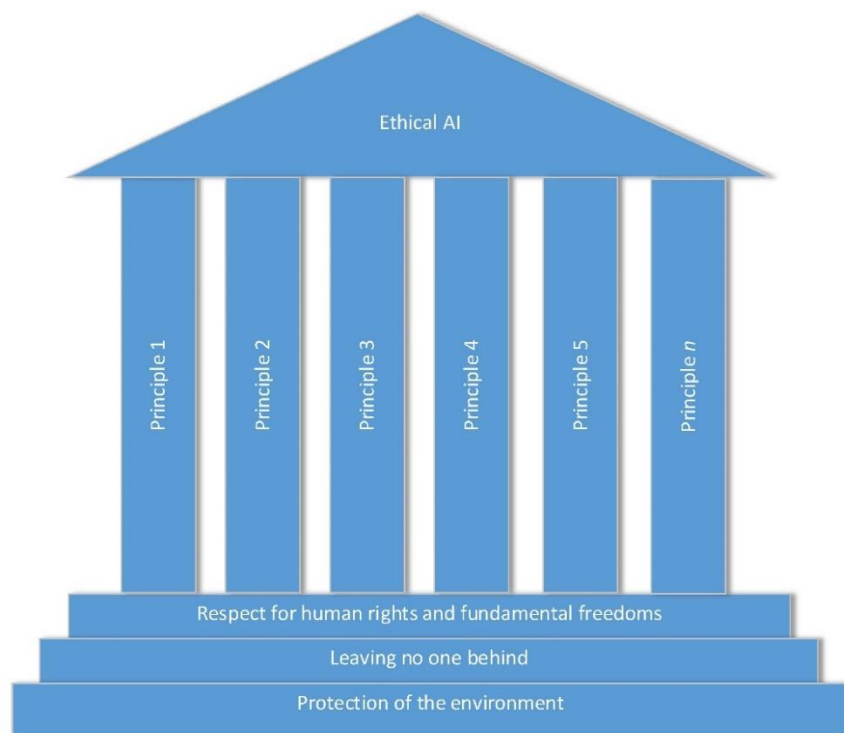 Ethical AI
Principle 1
Principle 2
Principle 3
Principle 4
Principle 5
Principle n
Respect for human rights and fundamental freedoms
Leaving no one behind
Protection of the environment